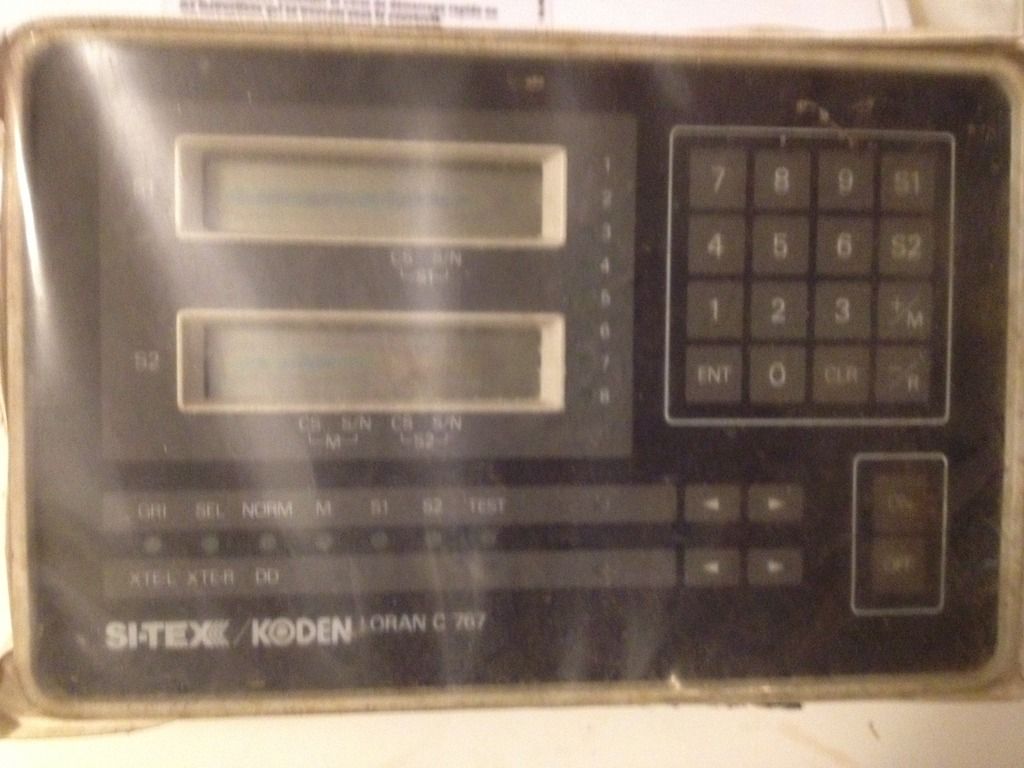 1
2
3
4
5
6
7
8
CS S/N
S1
S2
CS S/N CS S/N
M S2
7 8 9 S1
4 5 6 S2
1 2 3 +/M
ENT 0 CLR R
GRI SEL NORM M S1 S2 TEST
XTE-L XTE-R DD
OFF
SI-TEX / KODEN LORAN C 767